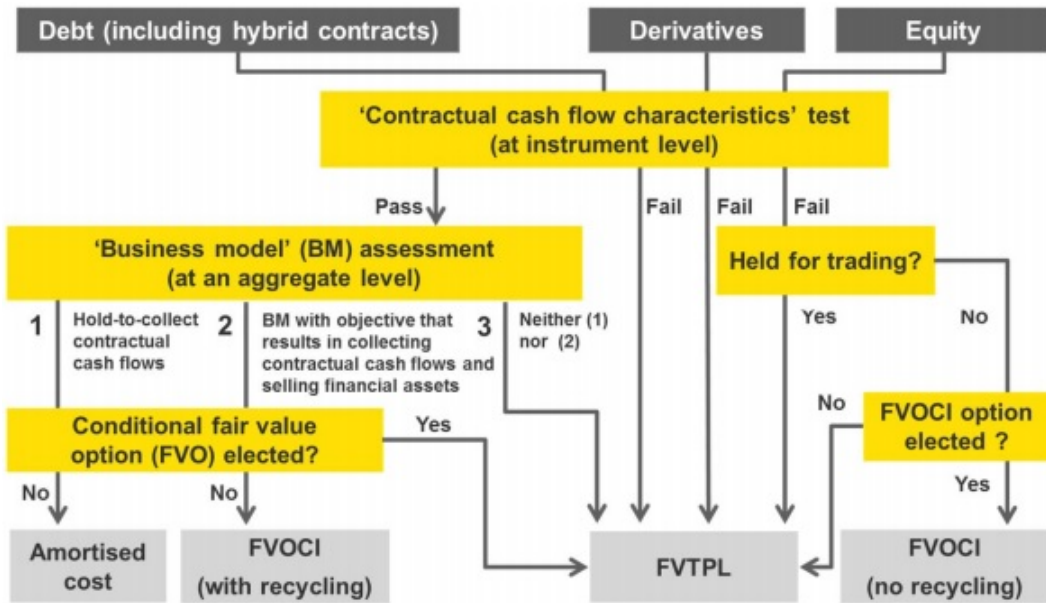 Debt (including hybrid contracts)
Derivatives
Equity
‘Contractual cash flow characteristics’ test
(at instrument level)
Pass
Fail
Fail
Fail
‘Business model’ (BM) assessment
(at an aggregate level)
Held for trading?
1
Hold-to-collect
contractual
cash flows
2
BM with objective that
results in collecting
contractual cash flows and
selling financial assets
3
Neither (1)
nor (2)
Yes
No
Conditional fair value
option (FVO) elected?
Yes
No
FVOCI option
elected ?
No
No
Yes
Amortised
cost
FVOCI
(with recycling)
FVTPL
FVOCI
(no recycling)